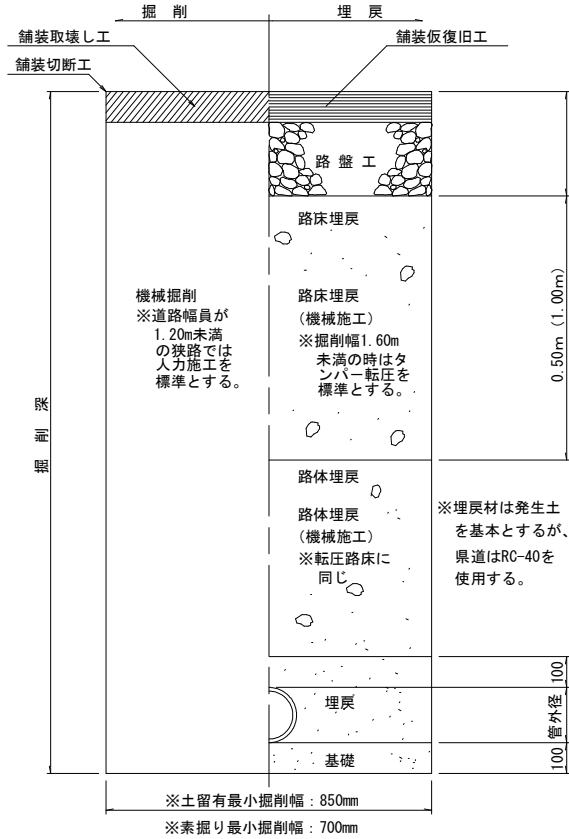 掘 削
埋 戻
舗装取壊し工
舗装仮復旧工
舗装切断工
路 盤 工
路床埋戻
機械掘削
※道路幅員が
1.20m未満
の狭路では
人力施工を
標準とする。
路床埋戻
(機械施工)
※掘削幅1.60m
未満の時はタ
ンパー転圧を
標準とする。
0.50m (1.00m)
掘 削 深
路体埋戻
路体埋戻
(機械施工)
※転圧路床に
同じ
※埋戻材は発生土
を基本とするが、
県道はRC-40を
使用する。
100
埋戻
管外径
基礎
100
※土留有最小掘削幅：850mm
※素掘り最小掘削幅：700mm